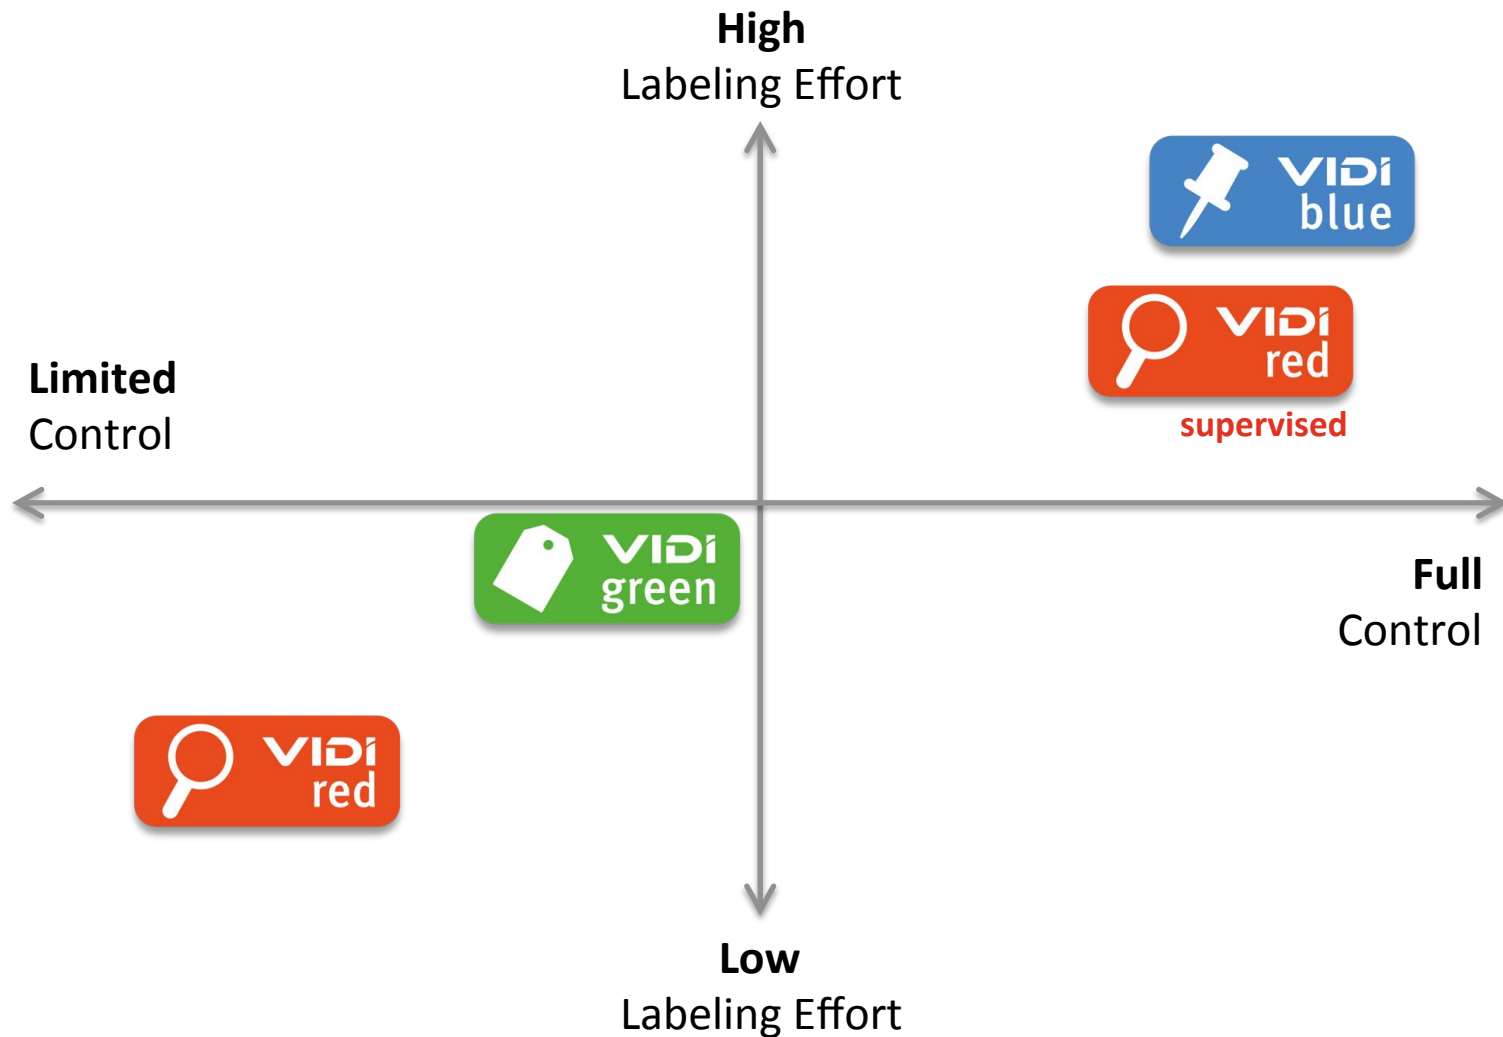 High
Labeling Effort
VIDI
blue
VIDI
red
supervised
Limited
Control
VIDI
green
Full
Control
VIDI
red
Low
Labeling Effort